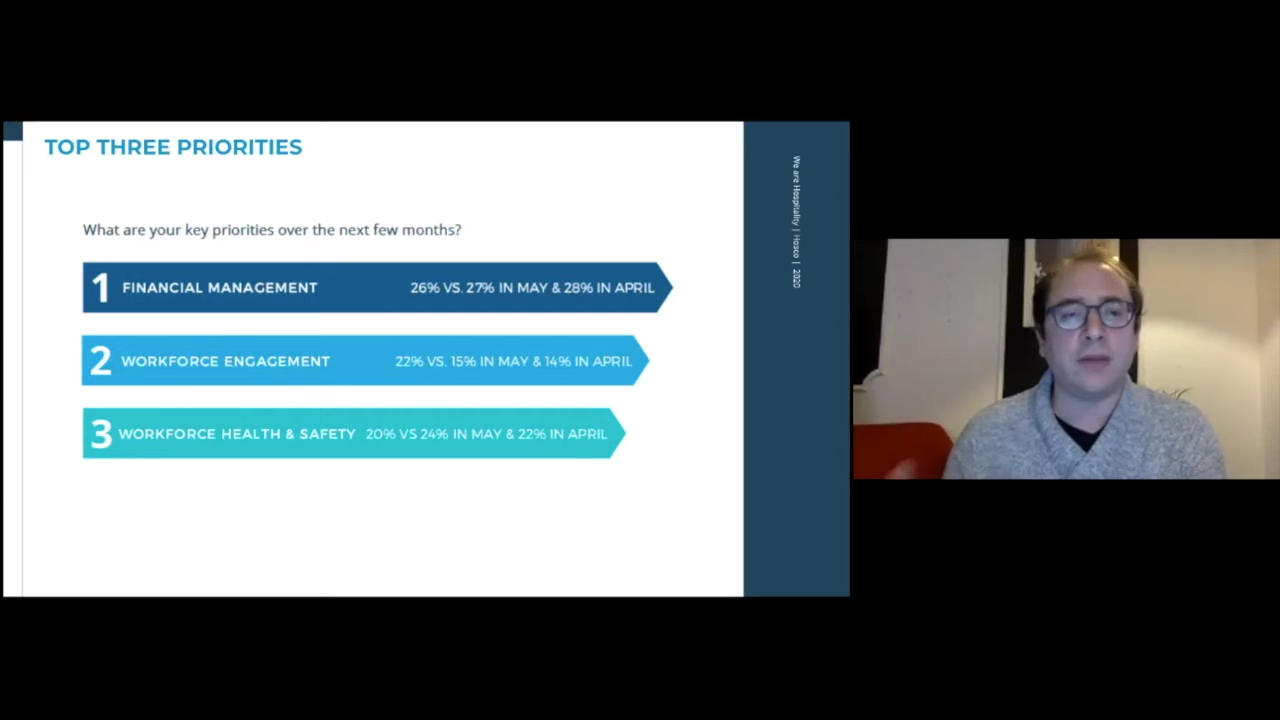 TOP THREE PRIORITIES
What are your key priorities over the next few months?
1 FINANCIAL MANAGEMENT 26% VS. 27% IN MAY & 28% IN APRIL
2 WORKFORCE ENGAGEMENT 22% VS. 15% IN MAY & 14% IN APRIL
3 WORKFORCE HEALTH & SAFETY 20% VS 24% IN MAY & 22% IN APRIL
We are Hospitality | Hosco | 2020